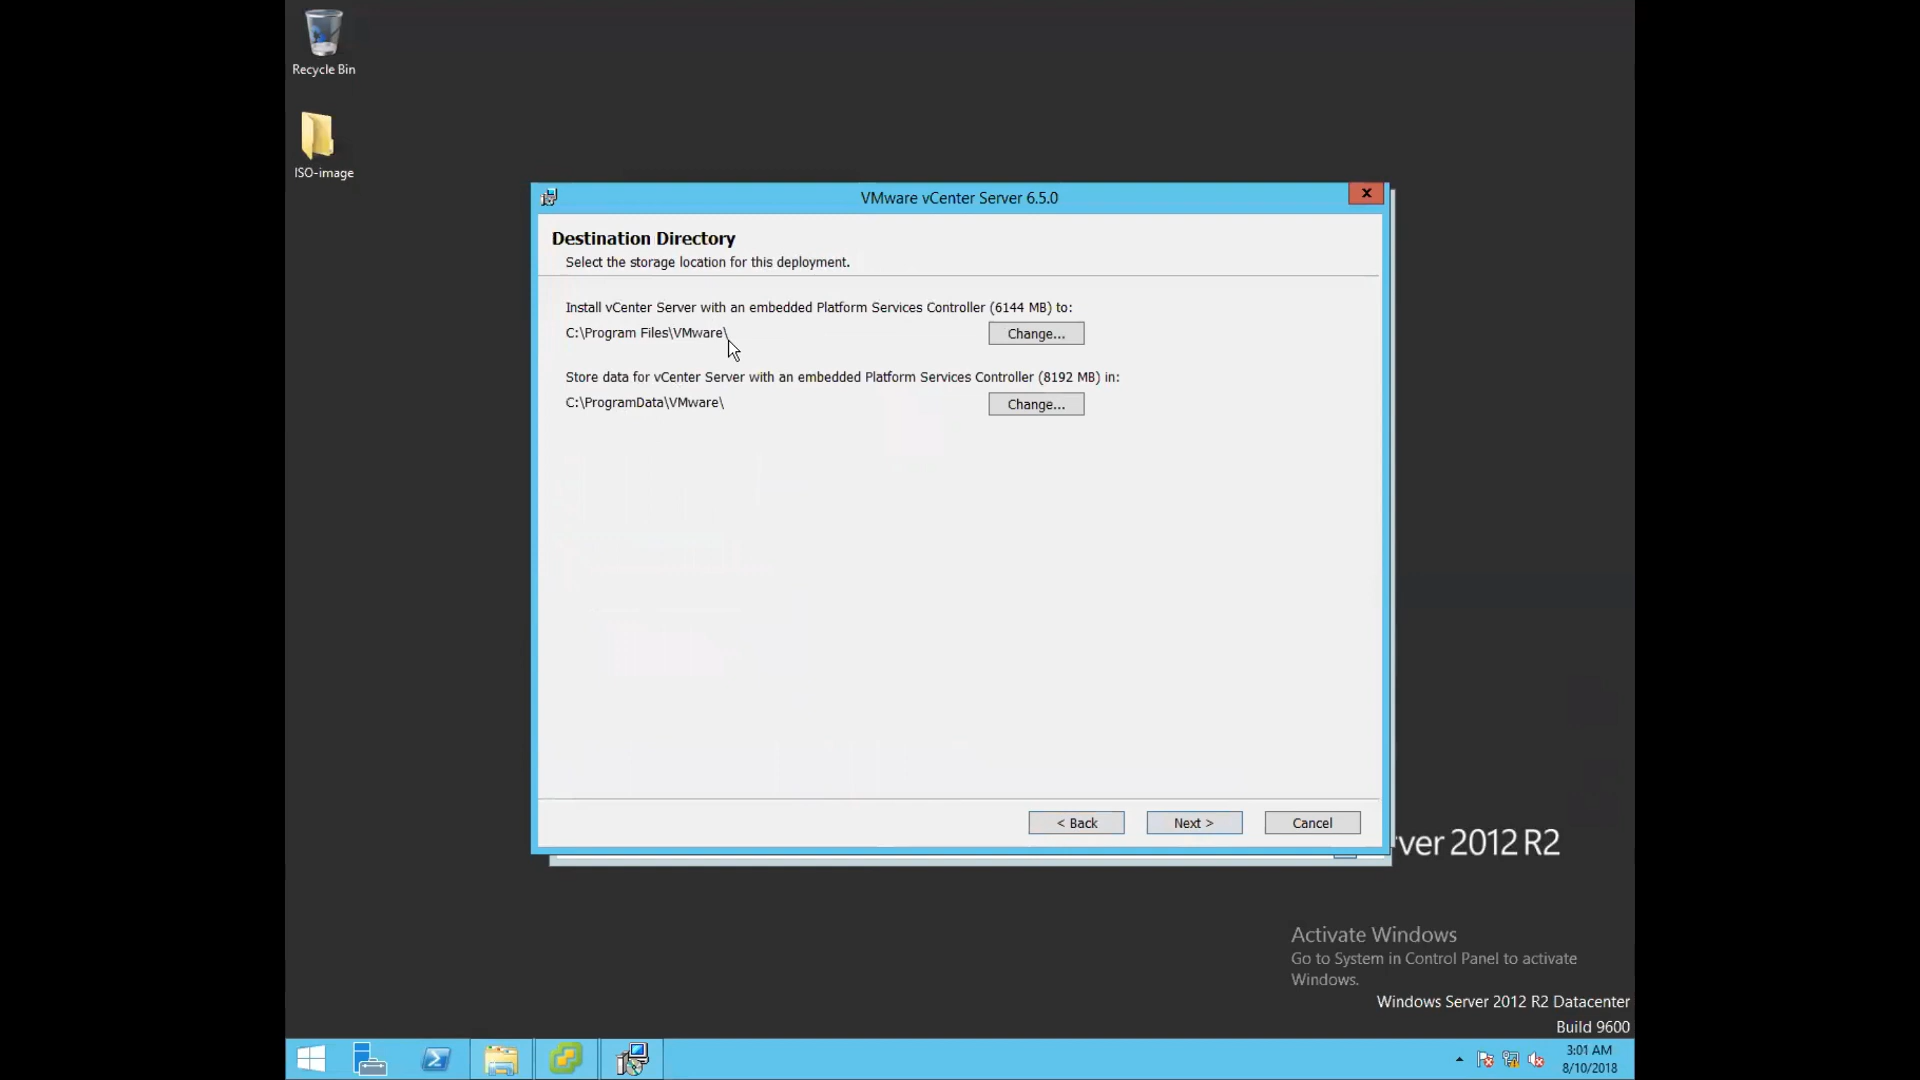 Recycle Bin
ISO-image
VMware vCenter Server 6.5.0
Destination Directory
Select the storage location for this deployment.
Install vCenter Server with an embedded Platform Services Controller (6144 MB) to:
C:\Program Files\VMware\
Change...
Store data for vCenter Server with an embedded Platform Services Controller (8192 MB) in:
C:\ProgramData\VMware\
Change...
< Back
Next >
Cancel
ver 2012 R2
Activate Windows
Go to System in Control Panel to activate
Windows.
Windows Server 2012 R2 Datacenter
Build 9600
3:01 AM
8/10/2018